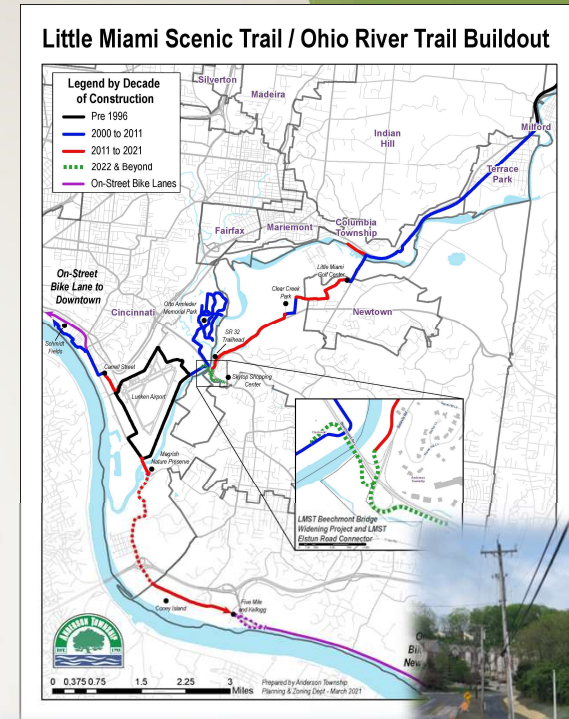 Little Miami Scenic Trail / Ohio River Trail Buildout
Legend by Decade
of Construction
Pre 1996
2000 to 2011
2011 to 2021
2022 & Beyond
On-Street Bike Lanes
Silverton
Madeira
Indian
Hill
Milford
Terrace
Park
Fairfax
Mariemont
Columbia
Township
Little Miami
Golf Center
On-Street
Bike Lane to
Downtown
Otto Armleder
Memorial Park
Clear Creek
Park
Newtown
Cincinnati
Schmidt
Fields
SR 32
Trailhead
Carrel Street
Skytop Shopping
Center
Lunken Airport
Magrish
Nature Preserve
LMST Beechmont Bridge
Widening Project and LMST
Elstun Road Connector
Coney Island
Five Mile
and Kellogg
ANDERSON TOWNSHIP
EST. 1793
0 0.375 0.75 1.5 2.25 3
Miles
Prepared by Anderson Township
Planning & Zoning Dept - March 2021